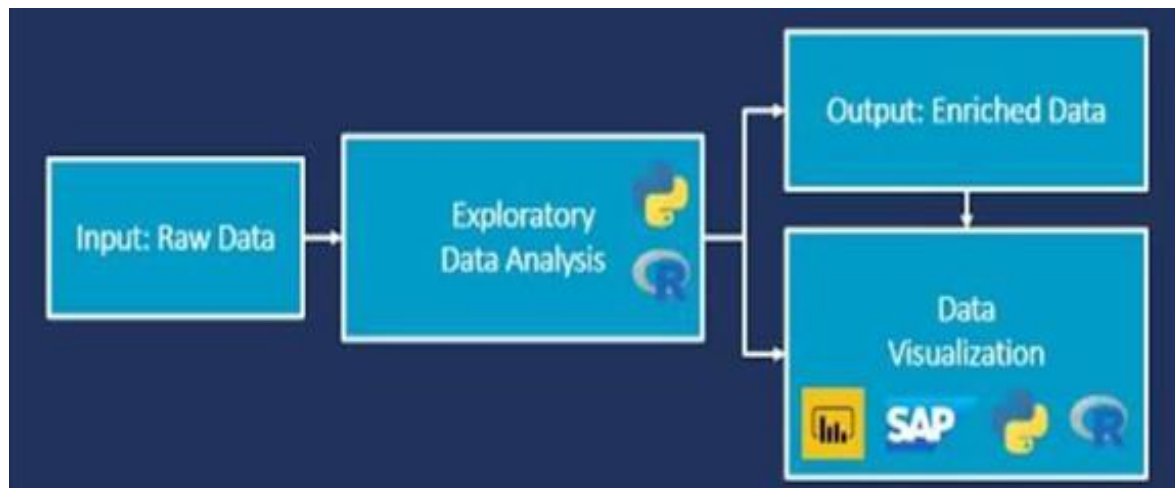 Input: Raw Data
Exploratory
Data Analysis
R
Output: Enriched Data
Data
Visualization
SAP
R